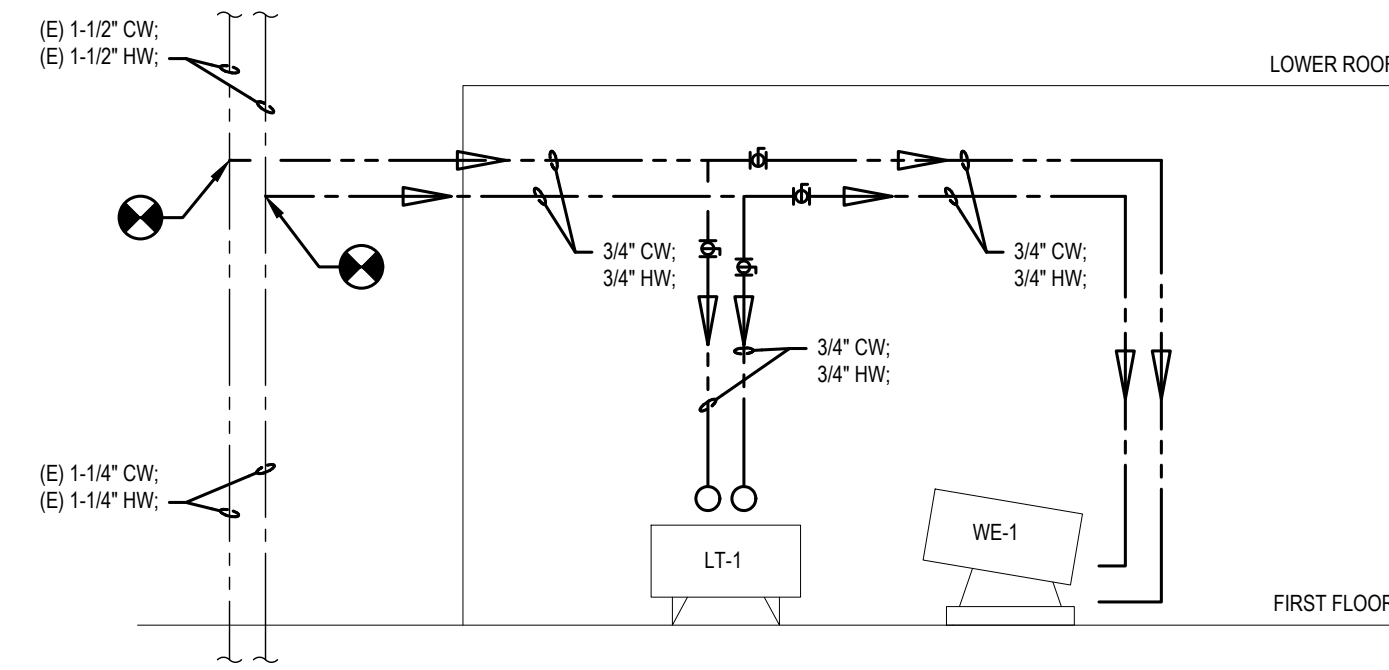 (E) 1-1/2" CW;
(E) 1-1/2" HW;
LOWER ROOF
3/4" CW;
3/4" HW;
3/4" CW;
3/4" HW;
3/4" CW;
3/4" HW;
(E) 1-1/4" CW;
(E) 1-1/4" HW;
LT-1
WE-1
FIRST FLOOR